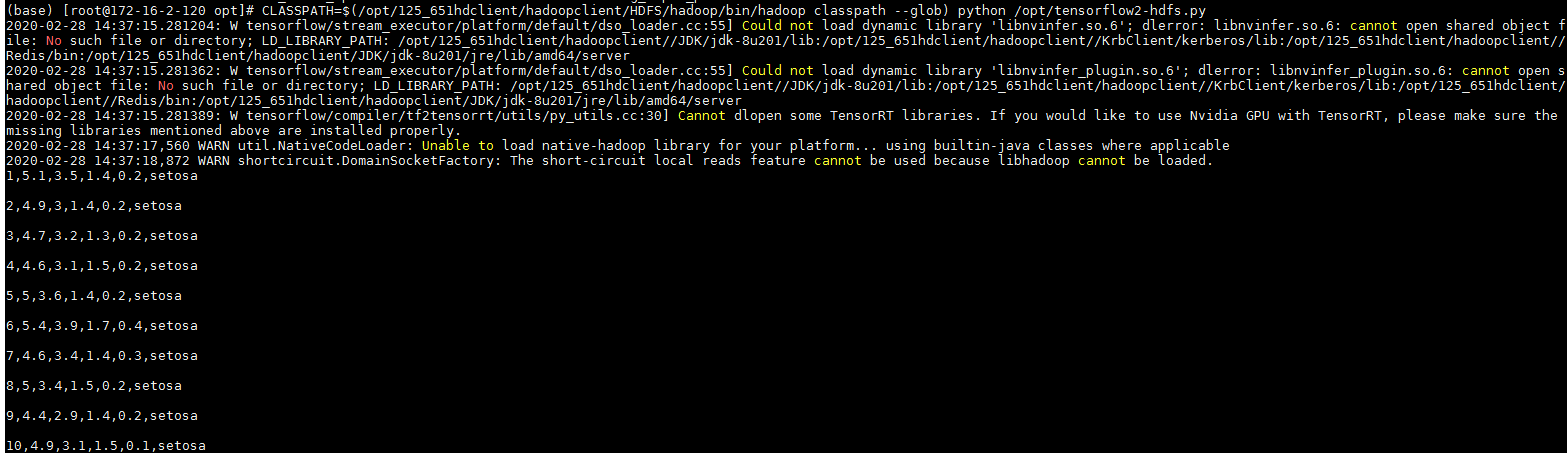 (base) [root@172-16-2-120 opt]# CLASSPATH=$(/opt/125_651hdclient/hadoopclient/HDFS/hadoop/bin/hadoop classpath --glob) python /opt/tensorflow2-hdfs.py
2020-02-28 14:37:15.281204: W tensorflow/stream_executor/platform/default/dso_loader.cc:55] Could not load dynamic library 'libnvinfer.so.6'; dlerror: libnvinfer.so.6: cannot open shared object f
ile: No such file or directory; LD_LIBRARY_PATH: /opt/125_651hdclient/hadoopclient//JDK/jdk-8u201/lib:/opt/125_651hdclient/hadoopclient//KrbClient/kerberos/lib:/opt/125_651hdclient/hadoopclient//
Redis/bin:/opt/125_651hdclient/hadoopclient/JDK/jdk-8u201/jre/lib/amd64/server
2020-02-28 14:37:15.281362: W tensorflow/stream_executor/platform/default/dso_loader.cc:55] Could not load dynamic library 'libnvinfer_plugin.so.6'; dlerror: libnvinfer_plugin.so.6: cannot open s
hared object file: No such file or directory; LD_LIBRARY_PATH: /opt/125_651hdclient/hadoopclient//JDK/jdk-8u201/lib:/opt/125_651hdclient/hadoopclient//KrbClient/kerberos/lib:/opt/125_651hdclient/
hadoopclient//Redis/bin:/opt/125_651hdclient/hadoopclient/JDK/jdk-8u201/jre/lib/amd64/server
2020-02-28 14:37:15.281389: W tensorflow/compiler/tf2tensorrt/utils/py_utils.cc:30] Cannot dlopen some TensorRT libraries. If you would like to use Nvidia GPU with TensorRT, please make sure the
missing libraries mentioned above are installed properly.
2020-02-28 14:37:17,560 WARN util.NativeCodeLoader: Unable to load native-hadoop library for your platform... using builtin-java classes where applicable
2020-02-28 14:37:18,872 WARN shortcircuit.DomainSocketFactory: The short-circuit local reads feature cannot be used because libhadoop cannot be loaded.
1,5.1,3.5,1.4,0.2,setosa
2,4.9,3,1.4,0.2,setosa
3,4.7,3.2,1.3,0.2,setosa
4,4.6,3.1,1.5,0.2,setosa
5,5,3.6,1.4,0.2,setosa
6,5.4,3.9,1.7,0.4,setosa
7,4.6,3.4,1.4,0.3,setosa
8,5,3.4,1.5,0.2,setosa
9,4.4,2.9,1.4,0.2,setosa
10,4.9,3.1,1.5,0.1,setosa